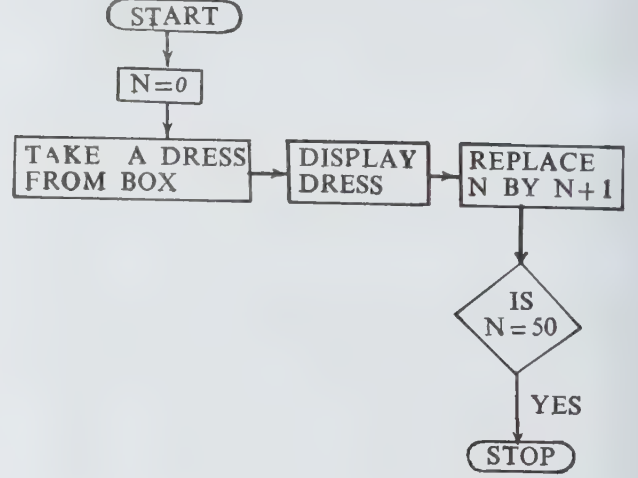 START
N=0
TAKE A DRESS
FROM BOX
DISPLAY
DRESS
REPLACE
N BY N+1
IS
N=50
YES
STOP